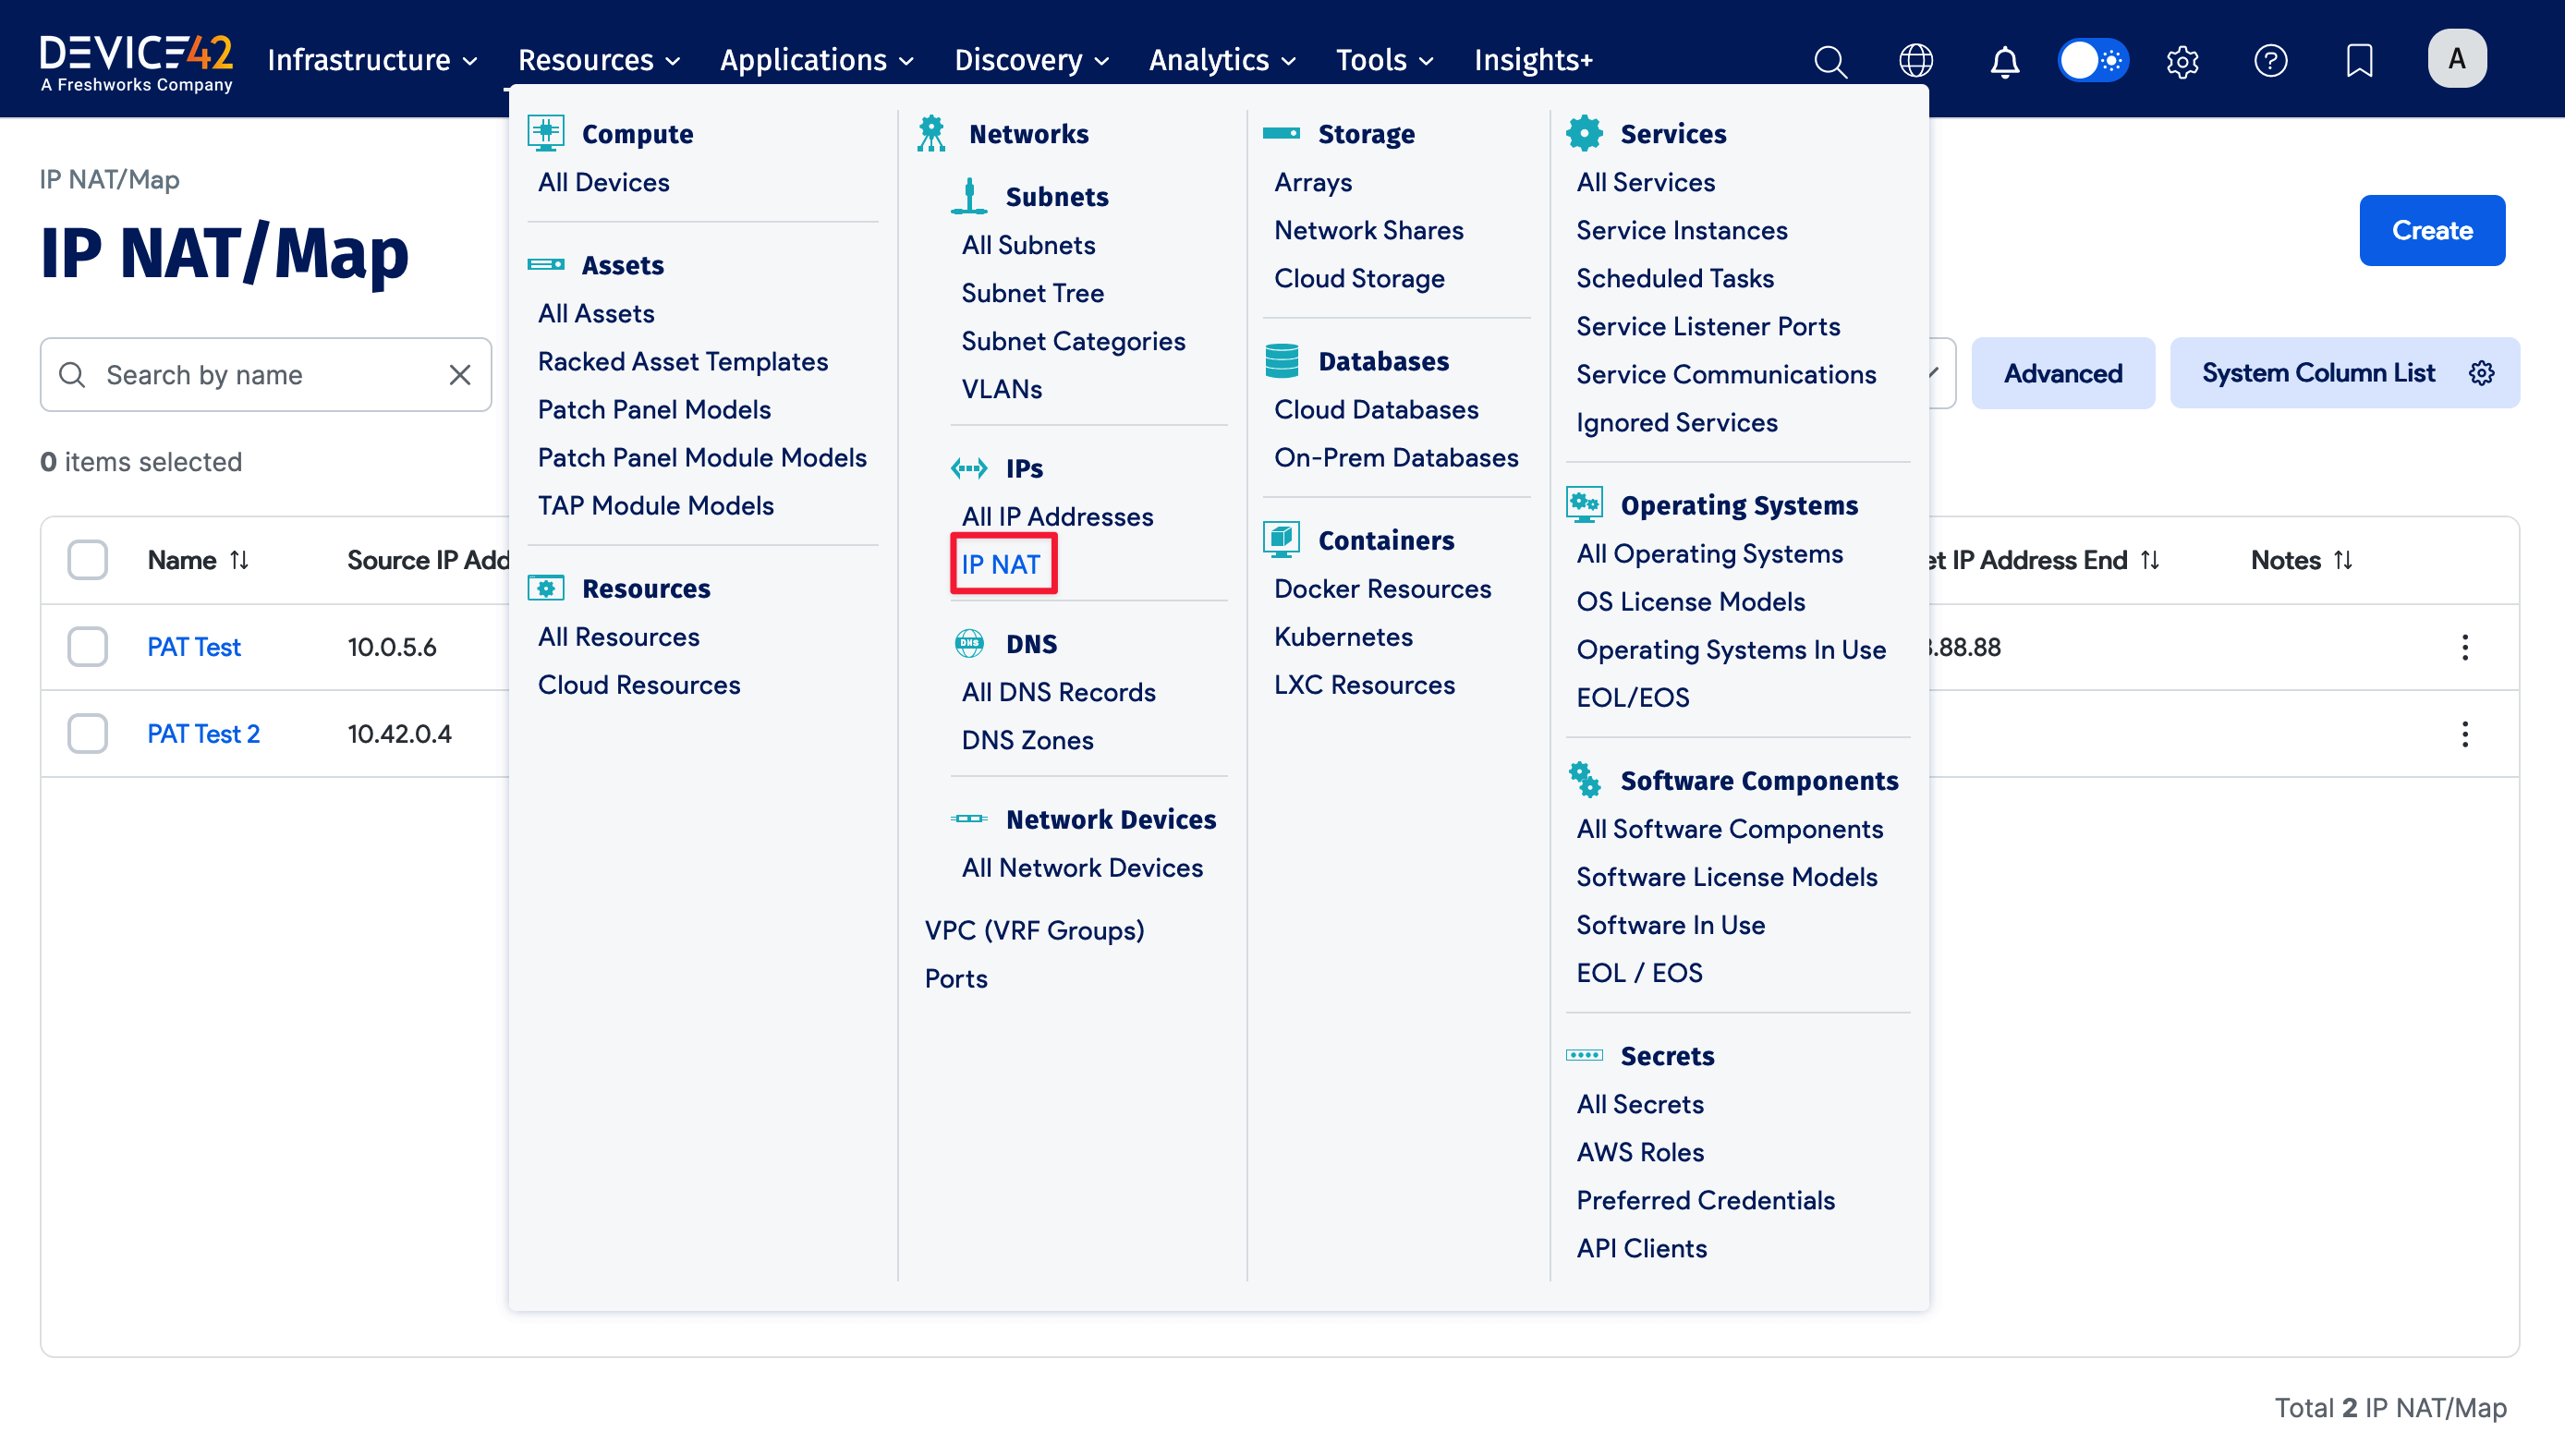 DEVICE42
A Freshworks Company
Infrastructure
Resources
Applications
Discovery
Analytics
Tools
Insights+
A
IP NAT/Map
IP NAT/Map
Create
Search by name
Advanced
System Column List
0 items selected
Name
Source IP Add
et IP Address End
Notes
PAT Test
10.0.5.6
.88.88
PAT Test 2
10.42.0.4
Compute
All Devices
Assets
All Assets
Racked Asset Templates
Patch Panel Models
Patch Panel Module Models
TAP Module Models
Resources
All Resources
Cloud Resources
Networks
Subnets
All Subnets
Subnet Tree
Subnet Categories
VLANs
IPs
All IP Addresses
IP NAT
DNS
DNS
All DNS Records
DNS Zones
Network Devices
All Network Devices
VPC (VRF Groups)
Ports
Storage
Arrays
Network Shares
Cloud Storage
Databases
Cloud Databases
On-Prem Databases
Containers
Docker Resources
Kubernetes
LXC Resources
Services
All Services
Service Instances
Scheduled Tasks
Service Listener Ports
Service Communications
Ignored Services
Operating Systems
All Operating Systems
OS License Models
Operating Systems In Use
EOL/EOS
Software Components
All Software Components
Software License Models
Software In Use
EOL / EOS
Secrets
All Secrets
AWS Roles
Preferred Credentials
API Clients
Total 2 IP NAT/Map